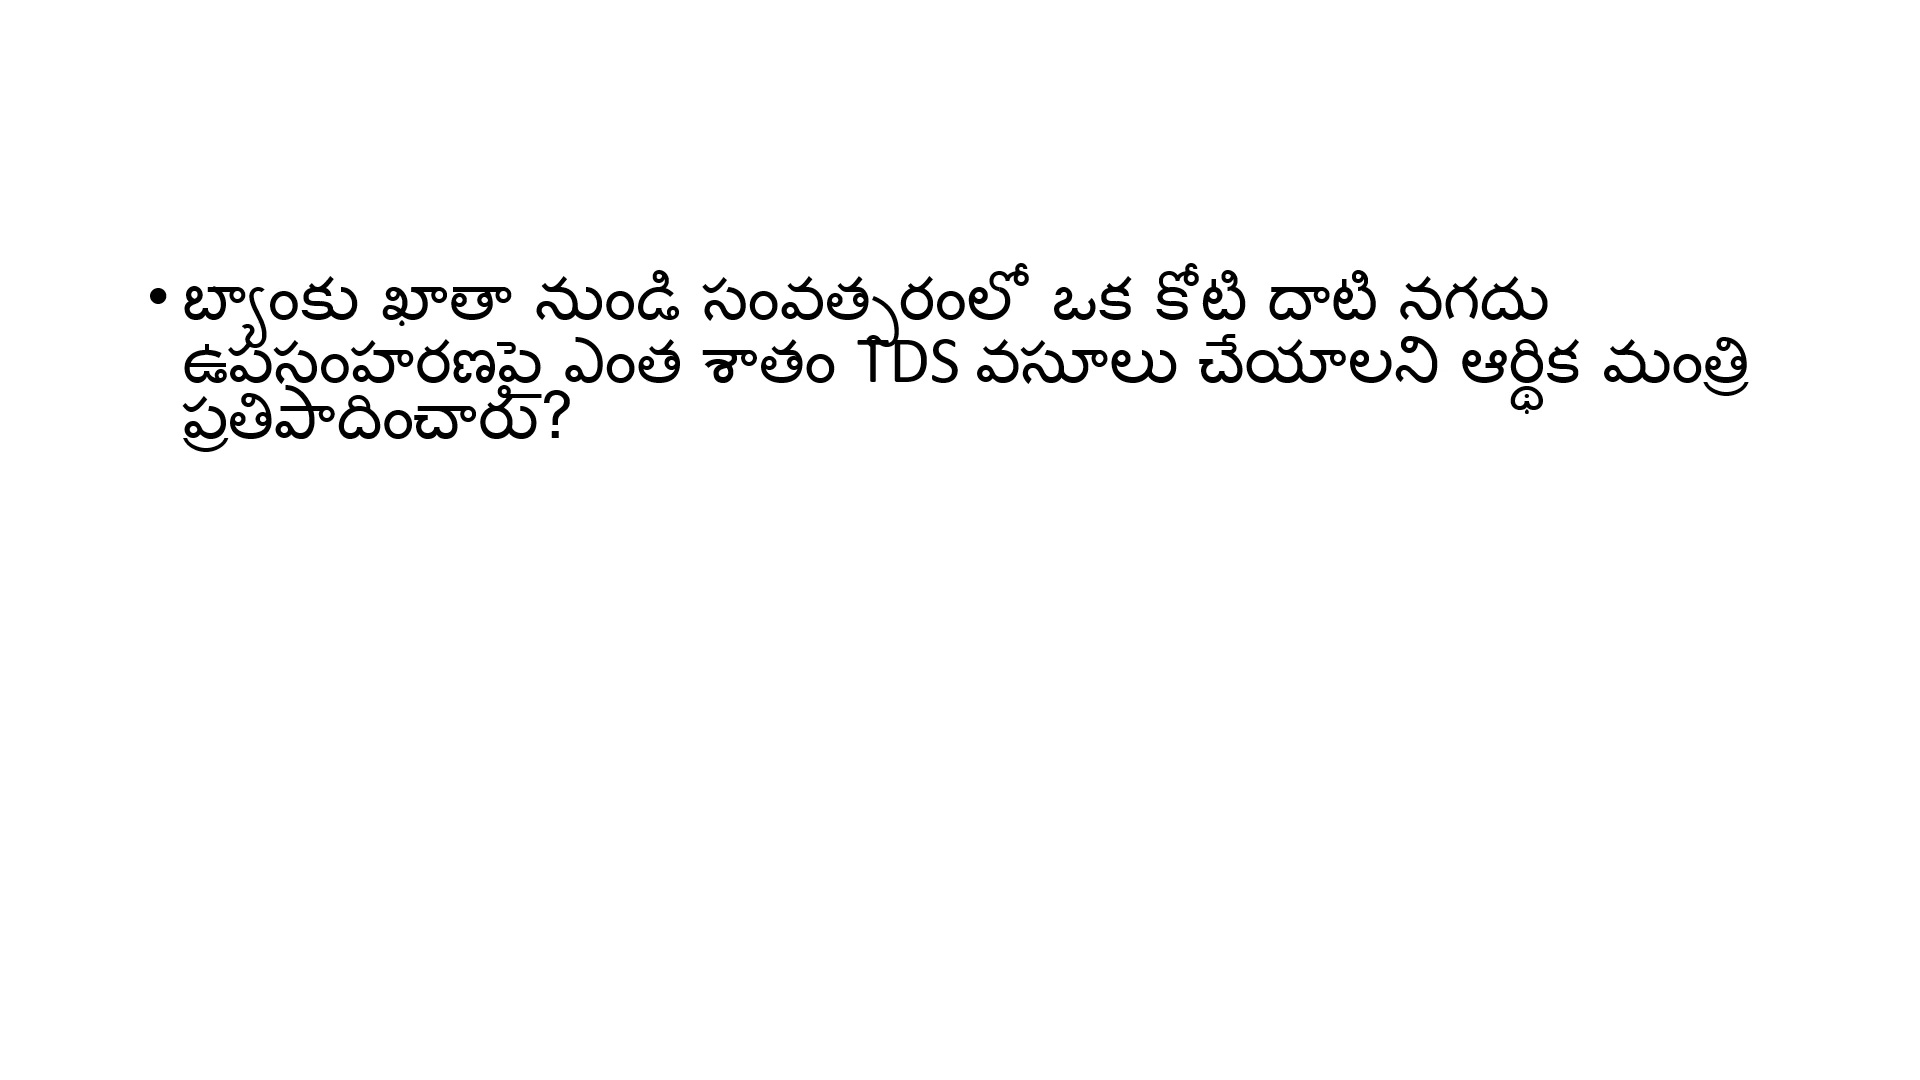 • బ్యాంకు ఖాతా నుండి సంవత్సరంలో ఒక కోటి దాటి నగదు
ఉపసంహరణపై ఎంత శాతం TDS వసూలు చేయాలని ఆర్థిక మంత్రి
ప్రతిపాదించారు?